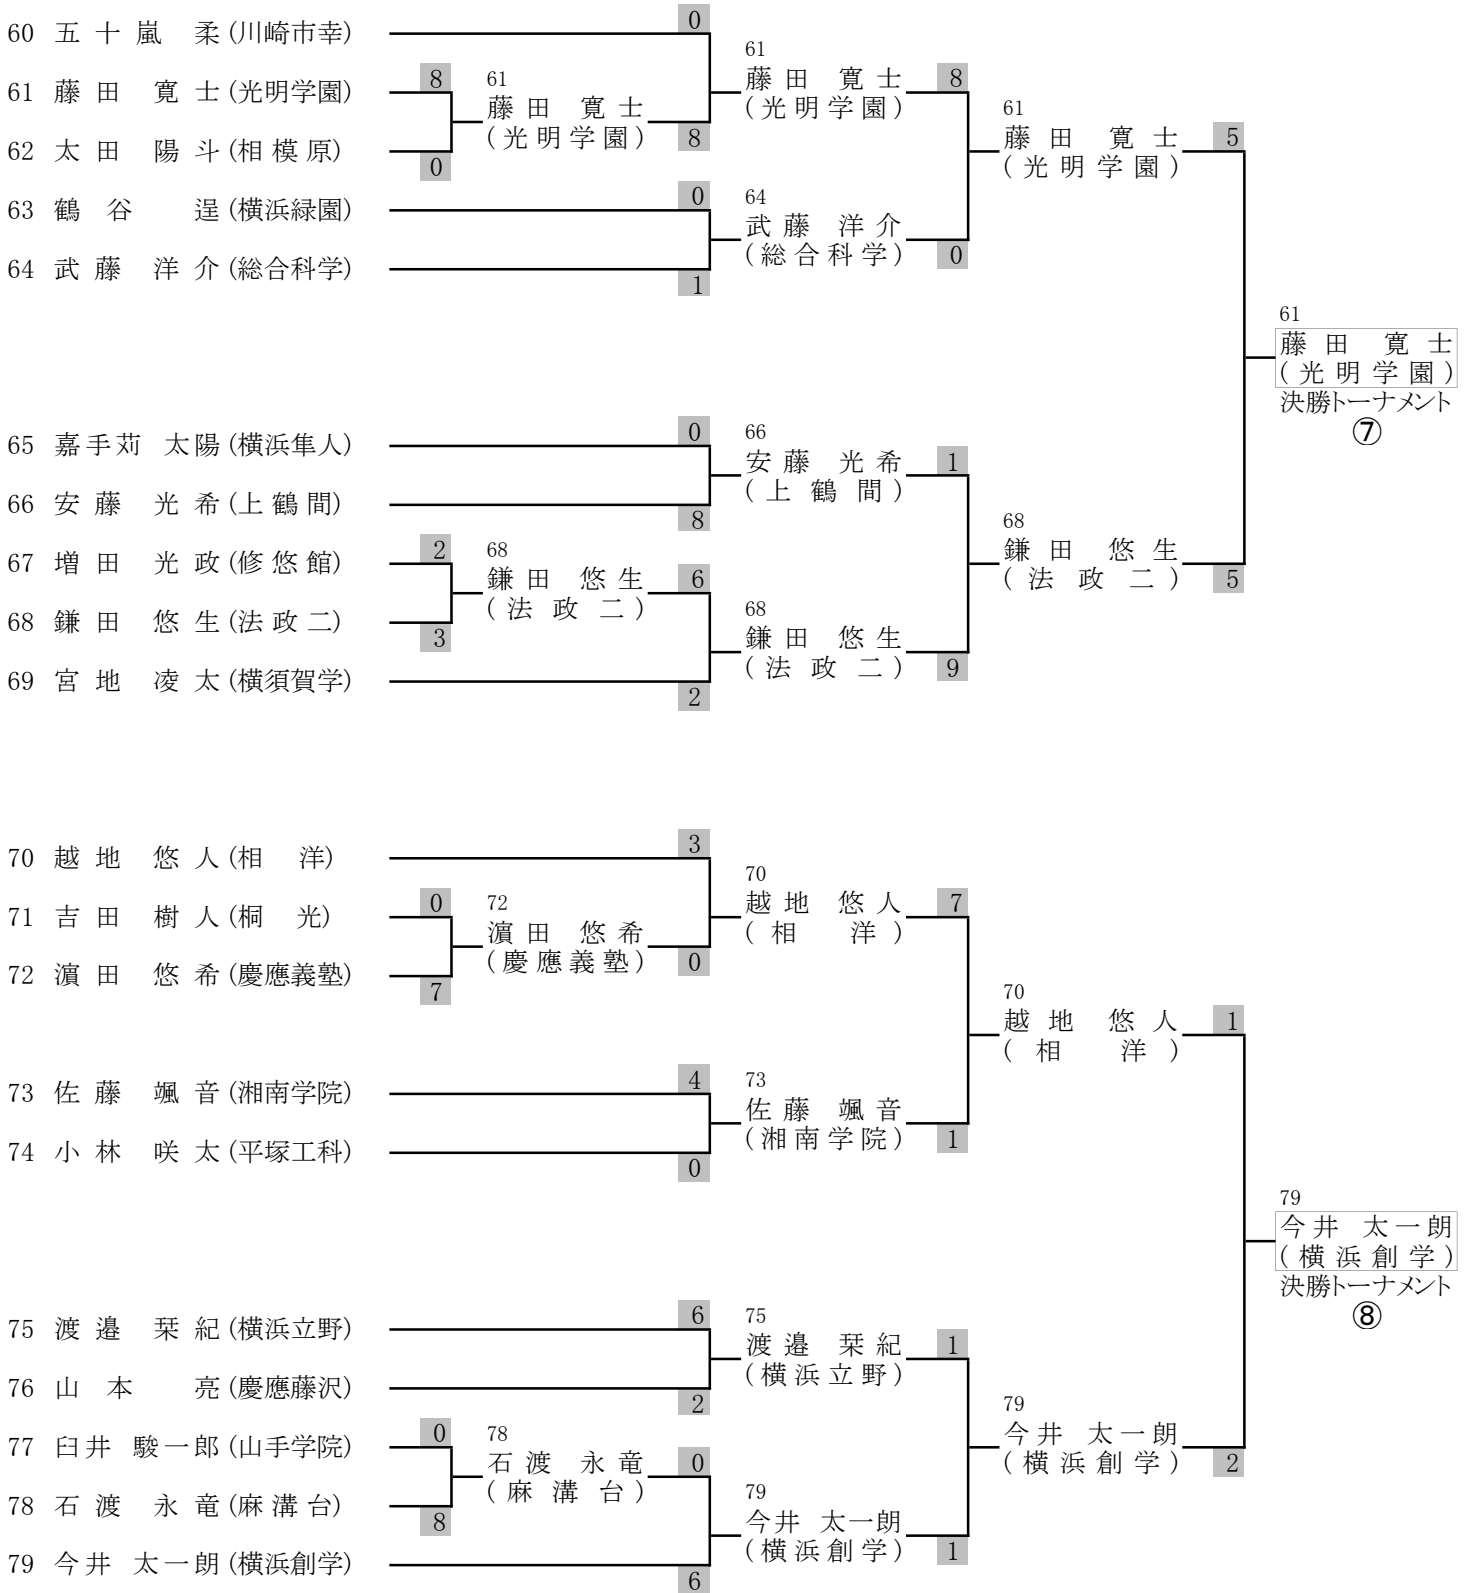 60 五十嵐 柔 (川崎市幸) 0
61 藤田 寛士 (光明学園) 8
62 太田 陽斗 (相模原) 0
61
藤田 寛士
(光明学園) 8
63 鶴谷 逞 (横浜緑園) 0
64 武藤 洋介 (総合科学) 1
61
藤田 寛士
(光明学園) 8
64
武藤 洋介
(総合科学) 0
61
藤田 寛士
(光明学園) 5
65 嘉手苅 太陽 (横浜隼人) 0
66 安藤 光希 (上鶴間) 8
67 増田 光政 (修悠館) 2
68 鎌田 悠生 (法政二) 3
68
鎌田 悠生
(法政二) 6
69 宮地 凌太 (横須賀学) 2
66
安藤 光希
(上鶴間) 1
68
鎌田 悠生
(法政二) 9
68
鎌田 悠生
(法政二) 5
61
藤田 寛士
(光明学園)
決勝トーナメント
⑦
70 越地 悠人 (相洋) 3
71 吉田 樹人 (桐光) 0
72 濵田 悠希 (慶應義塾) 7
72
濵田 悠希
(慶應義塾) 0
73 佐藤 颯音 (湘南学院) 4
74 小林 咲太 (平塚工科) 0
70
越地 悠人
(相洋) 7
73
佐藤 颯音
(湘南学院) 1
70
越地 悠人
(相洋) 1
75 渡邉 栞紀 (横浜立野) 6
76 山本 亮 (慶應藤沢) 2
77 臼井 駿一郎 (山手学院) 0
78 石渡 永竜 (麻溝台) 8
78
石渡 永竜
(麻溝台) 0
79 今井 太一朗 (横浜創学) 6
75
渡邉 栞紀
(横浜立野) 1
79
今井 太一朗
(横浜創学) 1
79
今井 太一朗
(横浜創学) 2
79
今井 太一朗
(横浜創学)
決勝トーナメント
⑧